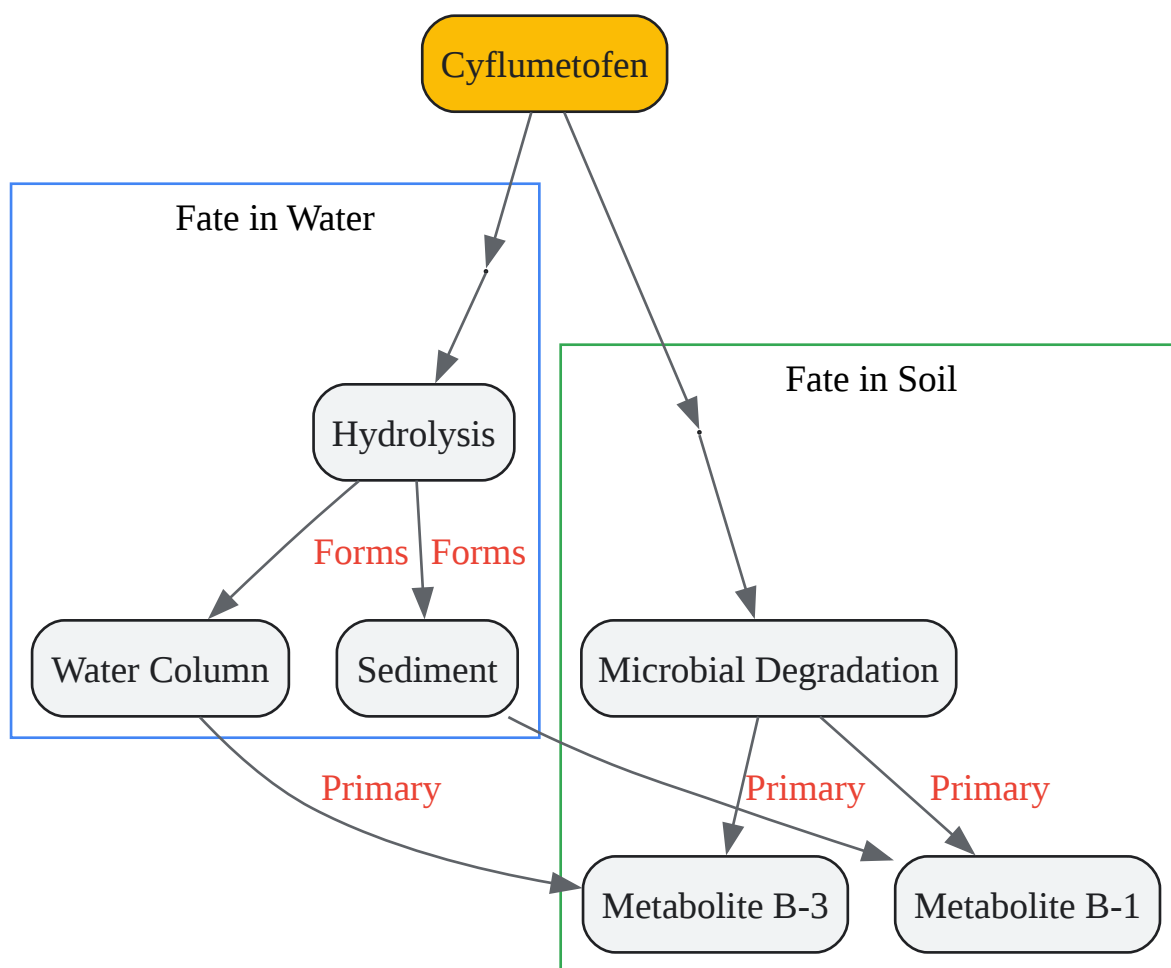 Cyflumetofen
Fate in Water
Fate in Soil
Hydrolysis
Forms
Forms
Water Column
Sediment
Microbial Degradation
Primary
Primary
Primary
Metabolite B-3
Metabolite B-1